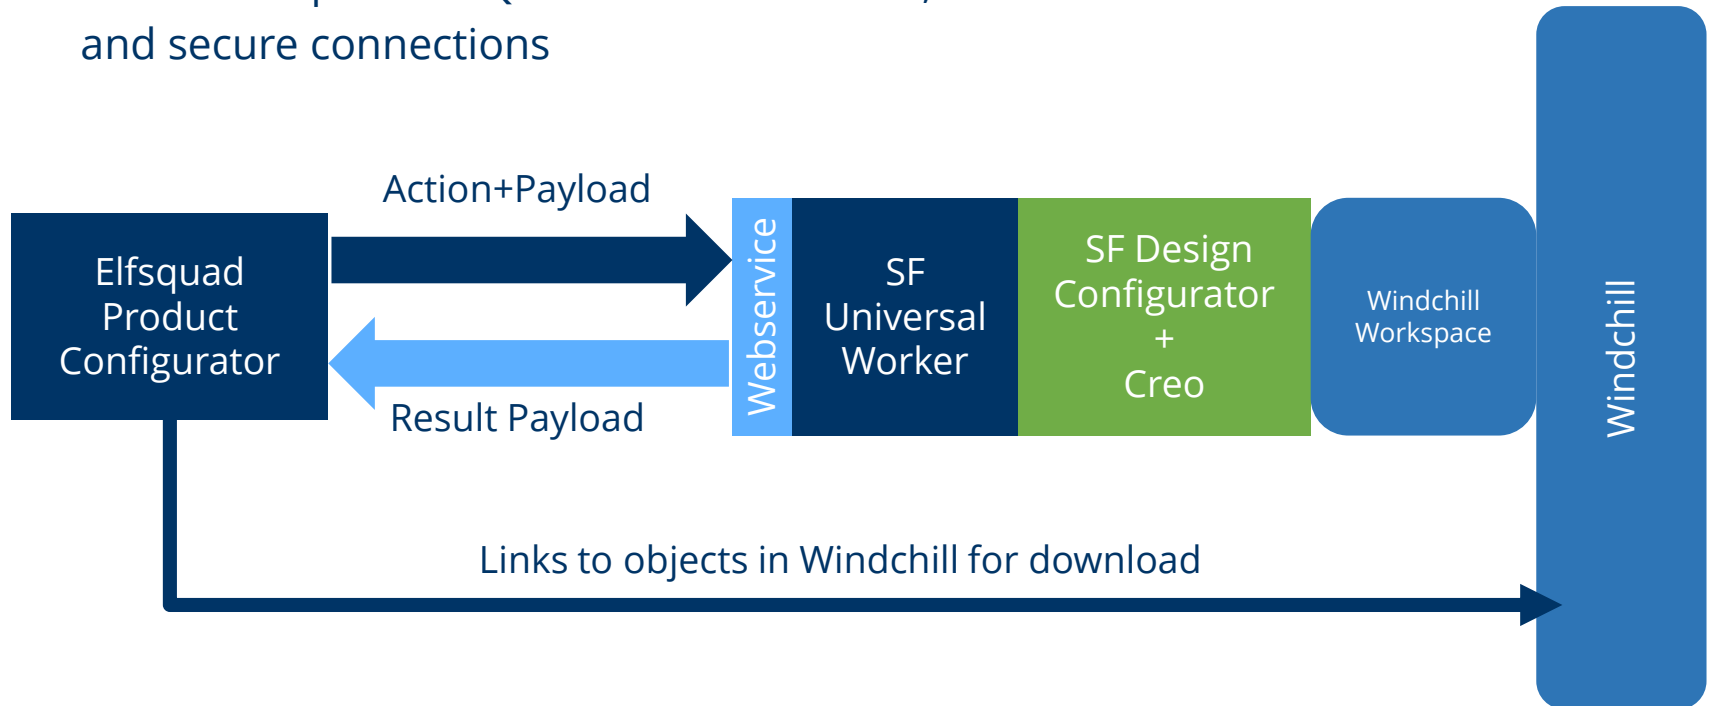 and secure connections
Action+Payload
Elfsquad
Product
Configurator
Result Payload
Webservice
SF
Universal
Worker
SF Design
Configurator
+
Creo
Windchill
Workspace
Windchill
Links to objects in Windchill for download